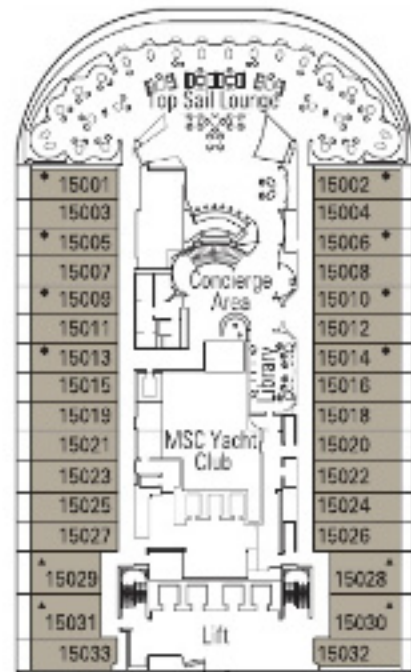 Top Sail Lounge
15001 15002
15003 15004
15005 15006
15007 15008
Concierge
Area
15009 15010
15011 15012
15013 15014
Library
15015 15016
15019 15018
MSC Yacht
Club
15021 15020
15023 15022
15025 15024
15027 15026
15029 15028
15031 15030
Lift
15033 15032